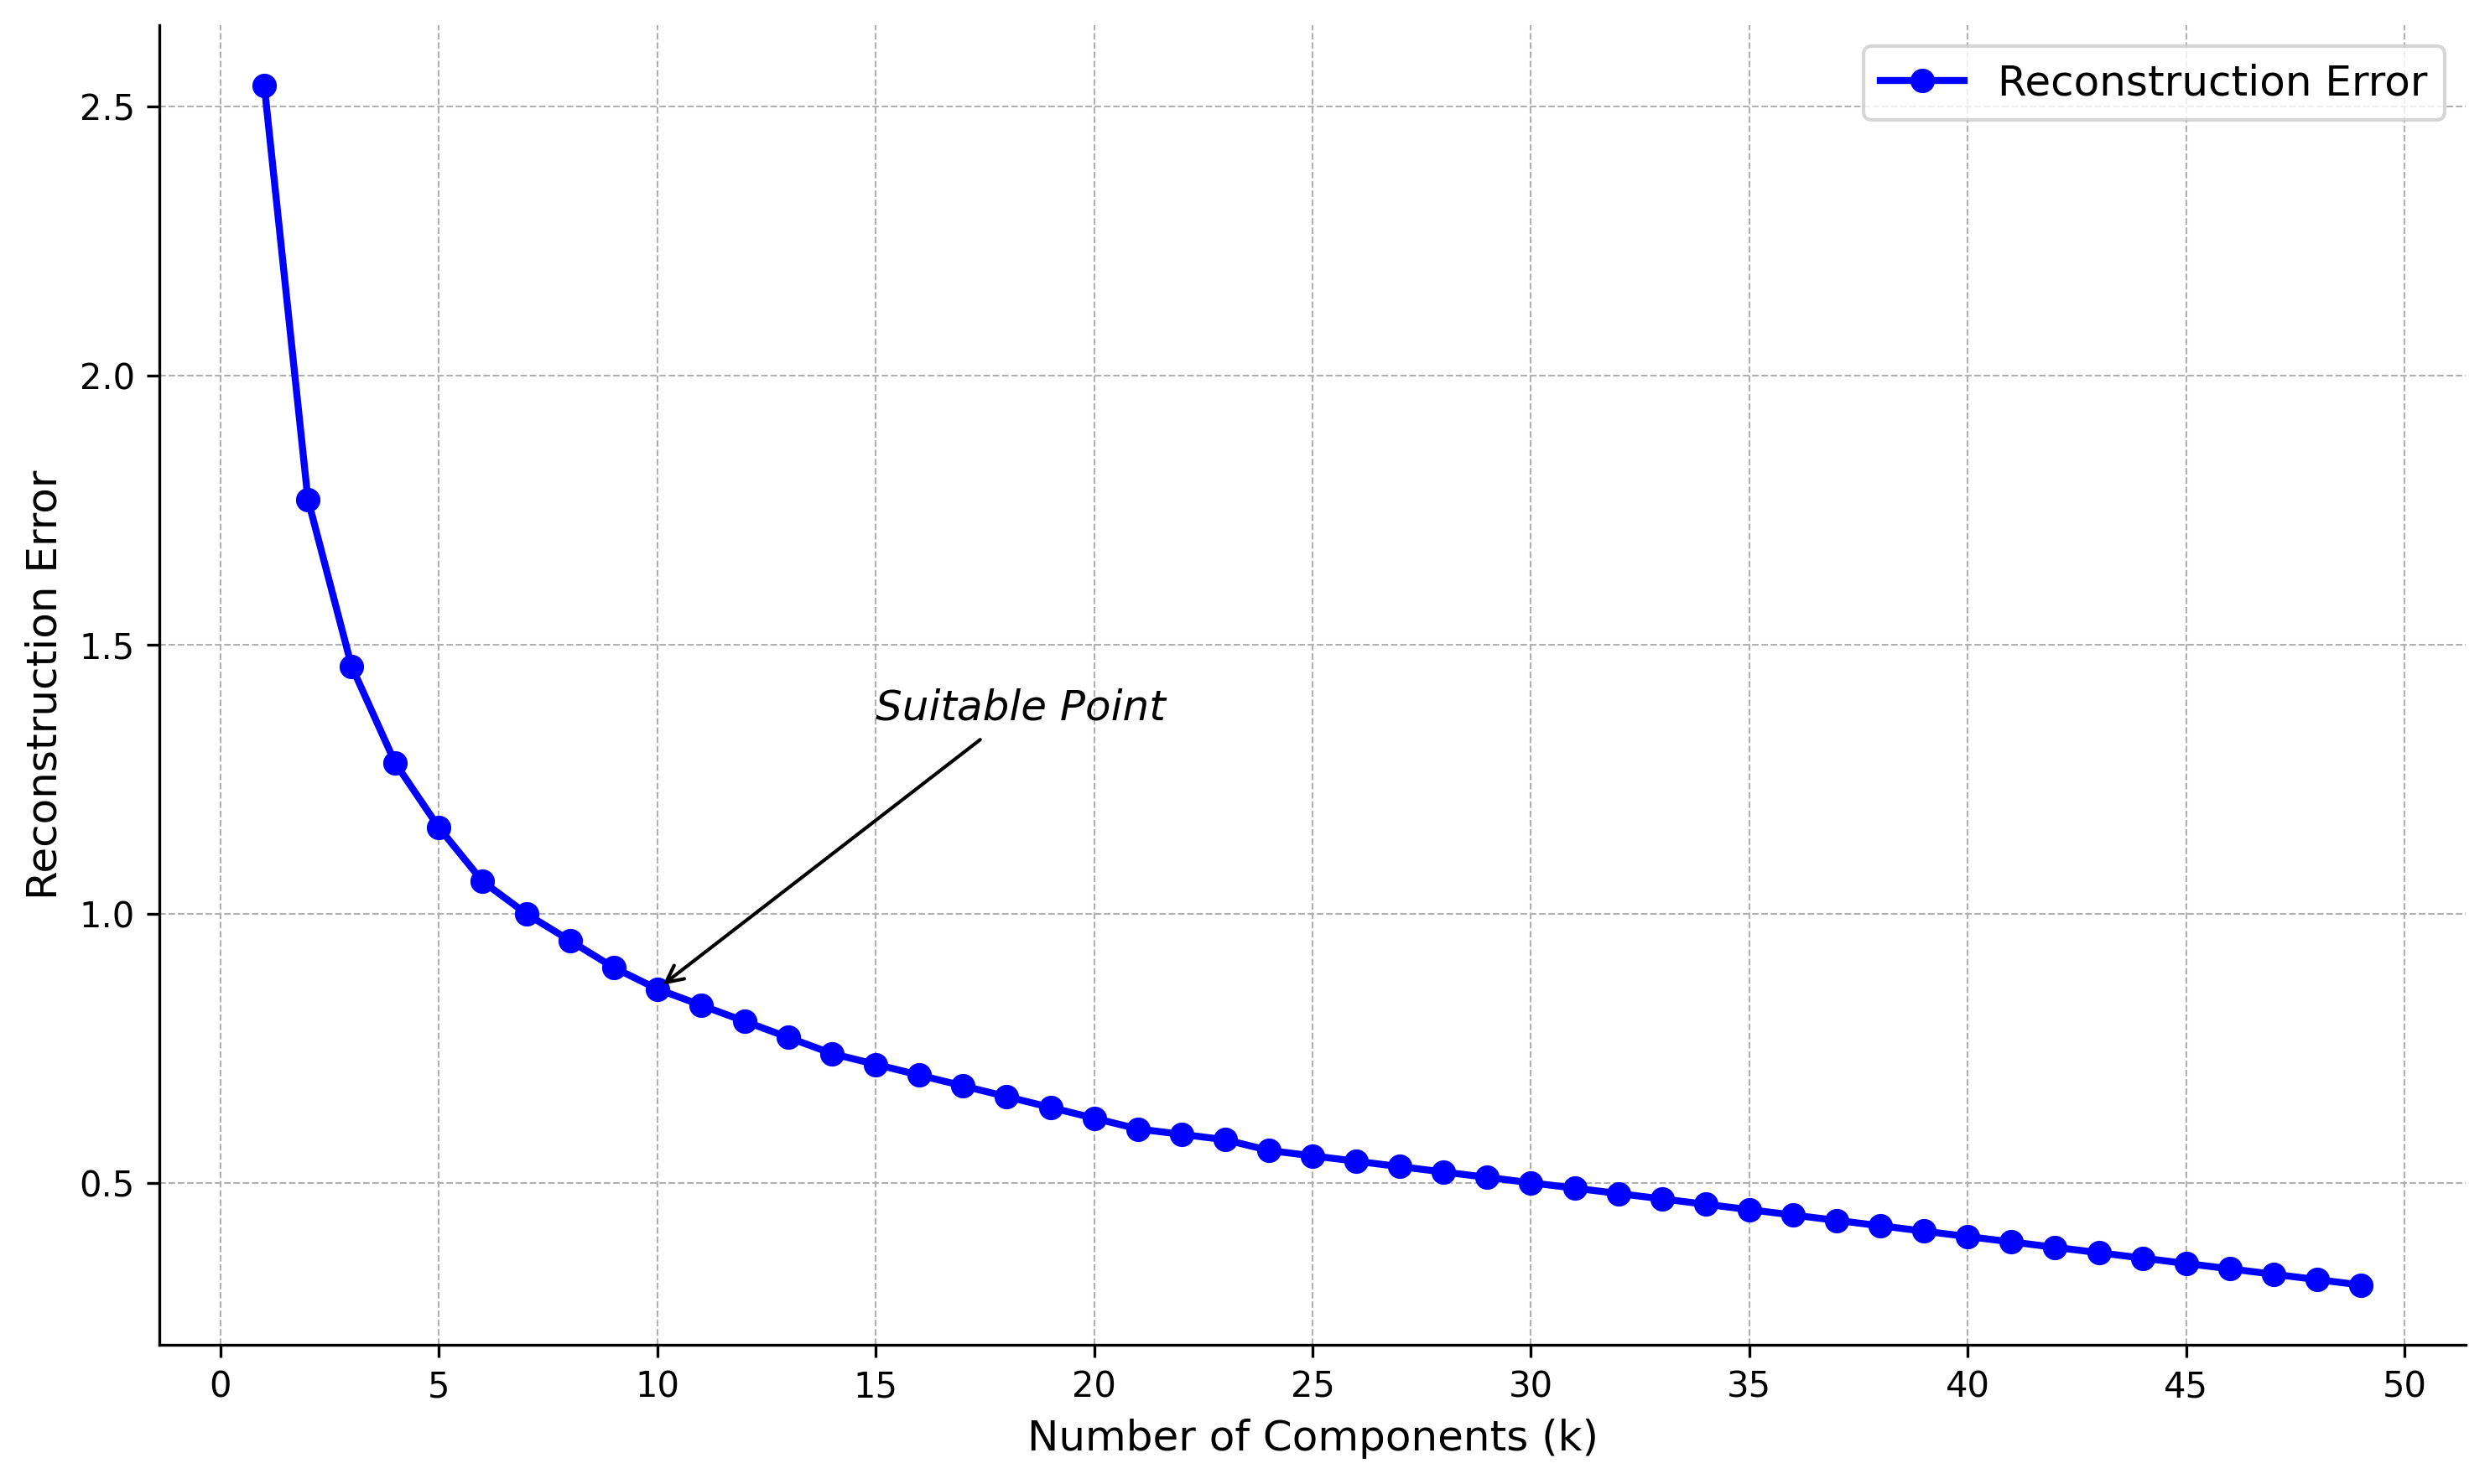 Reconstruction Error
2.5
2.0
1.5
1.0
0.5
Reconstruction Error
Suitable Point
0 5 10 15 20 25 30 35 40 45 50
Number of Components (k)